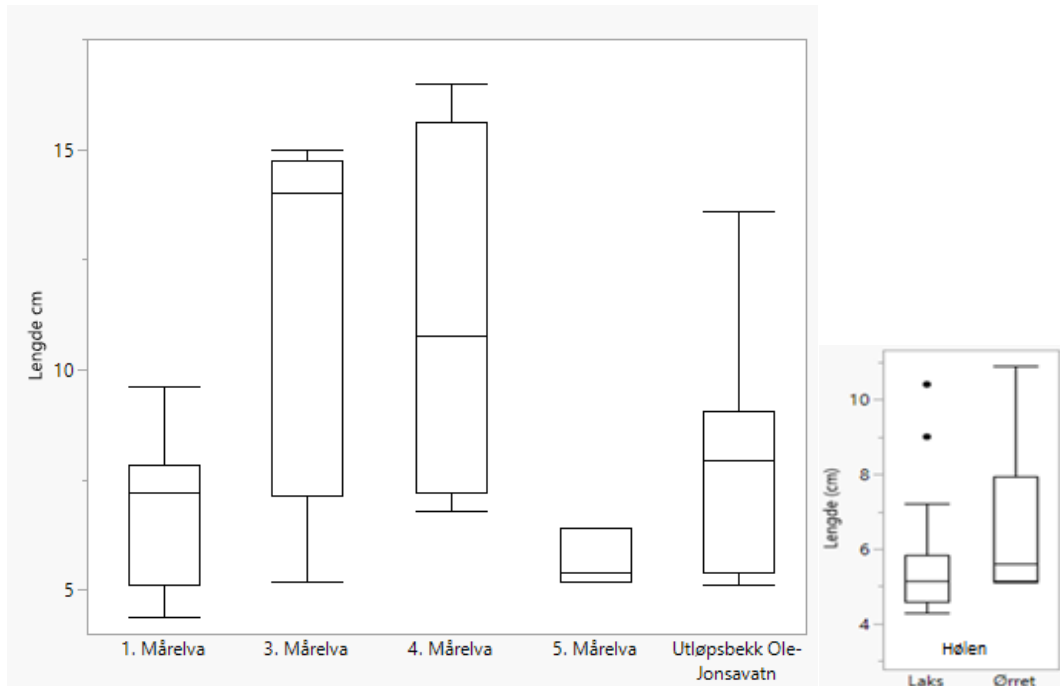 Lengde cm
15
10
5
1. Mårelva
3. Mårelva
4. Mårelva
5. Mårelva
Utløpsbekk Ole-
Jonsavatn
Lengde (cm)
10
8
6
4
Hølen
Laks
Ørret